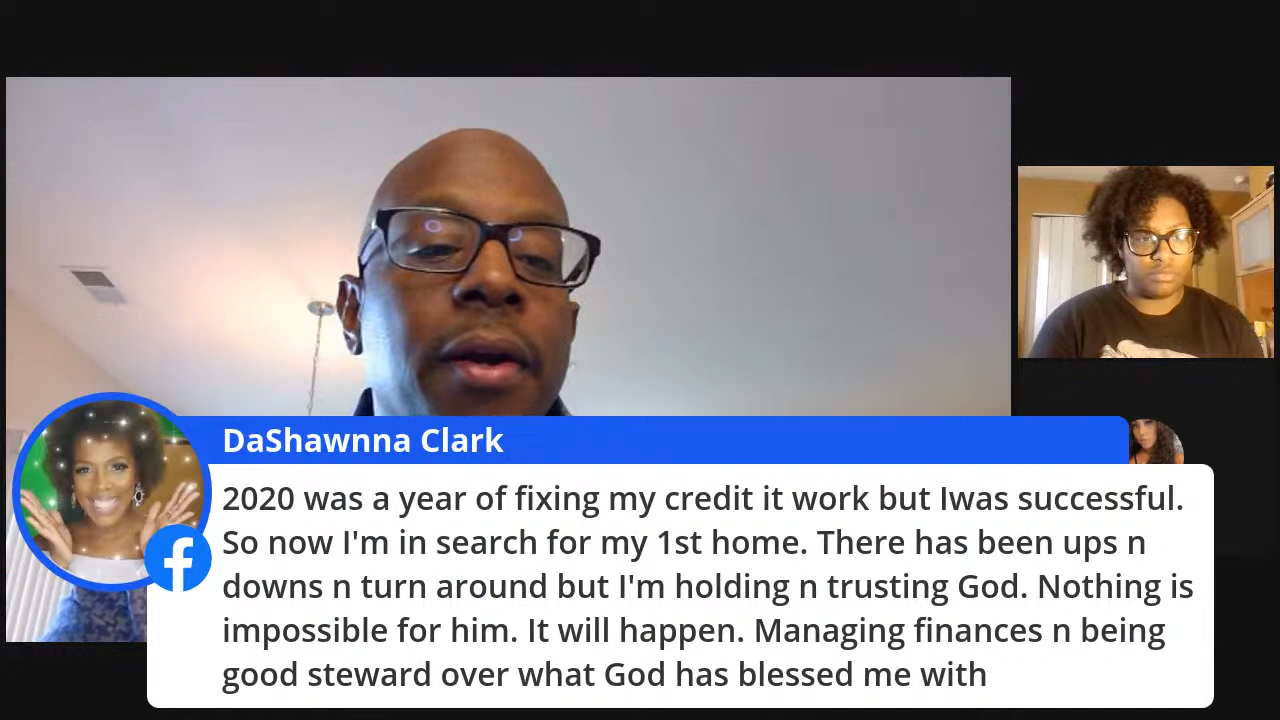 DaShawnna Clark
2020 was a year of fixing my credit it work but Iwas successful.
So now I'm in search for my 1st home. There has been ups n
downs n turn around but I'm holding n trusting God. Nothing is
impossible for him. It will happen. Managing finances n being
good steward over what God has blessed me with